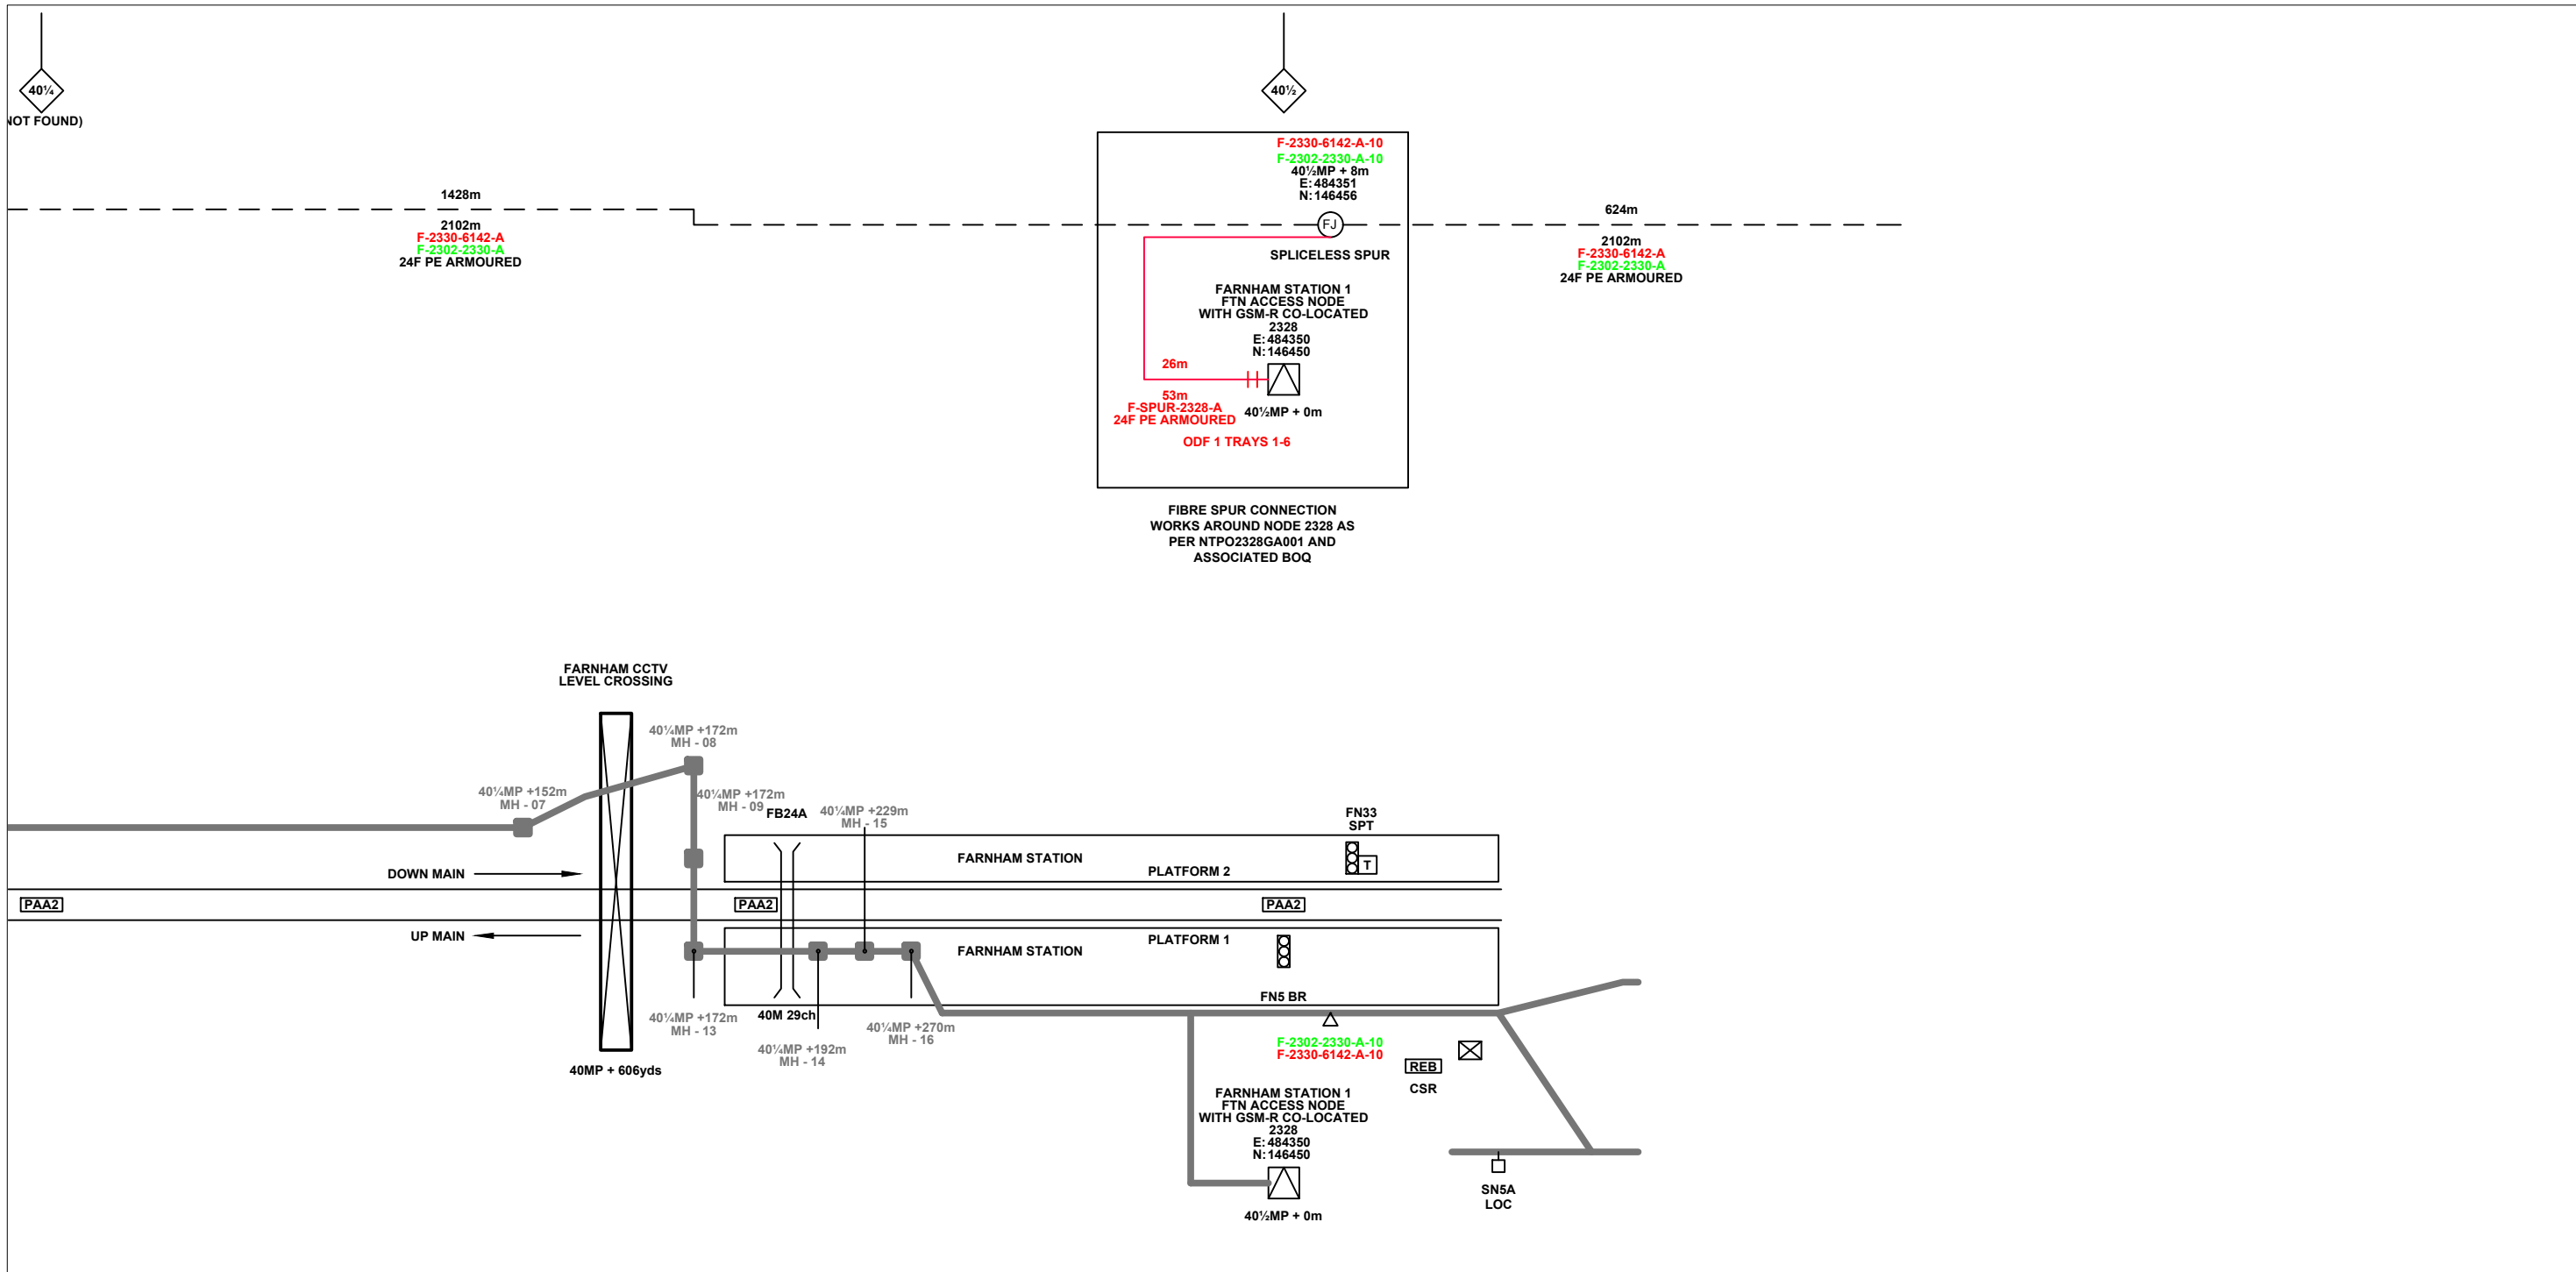 40¼
NOT FOUND)
40½
1428m
2102m
F-2330-6142-A
F-2302-2330-A
24F PE ARMOURED
F-2330-6142-A-10
F-2302-2330-A-10
40½MP + 8m
E: 484351
N: 146456
FJ
SPLICELESS SPUR
FARNHAM STATION 1
FTN ACCESS NODE
WITH GSM-R CO-LOCATED
2328
E: 484350
N: 146450
26m
53m
F-SPUR-2328-A
24F PE ARMOURED
40½MP + 0m
ODF 1 TRAYS 1-6
624m
2102m
F-2330-6142-A
F-2302-2330-A
24F PE ARMOURED
FIBRE SPUR CONNECTION
WORKS AROUND NODE 2328 AS
PER NTPO2328GA001 AND
ASSOCIATED BOQ
FARNHAM CCTV
LEVEL CROSSING
40¼MP +172m
MH - 08
40¼MP +152m
MH - 07
40¼MP +172m
MH - 09
FB24A
40¼MP +229m
MH - 15
FN33
SPT
T
FARNHAM STATION
PLATFORM 2
DOWN MAIN
PAA2
PAA2
PAA2
UP MAIN
PLATFORM 1
FARNHAM STATION
FN5 BR
40¼MP +172m
MH - 13
40M 29ch
40¼MP +192m
MH - 14
40¼MP +270m
MH - 16
40MP + 606yds
F-2302-2330-A-10
F-2330-6142-A-10
REB
CSR
FARNHAM STATION 1
FTN ACCESS NODE
WITH GSM-R CO-LOCATED
2328
E: 484350
N: 146450
40½MP + 0m
SN5A
LOC